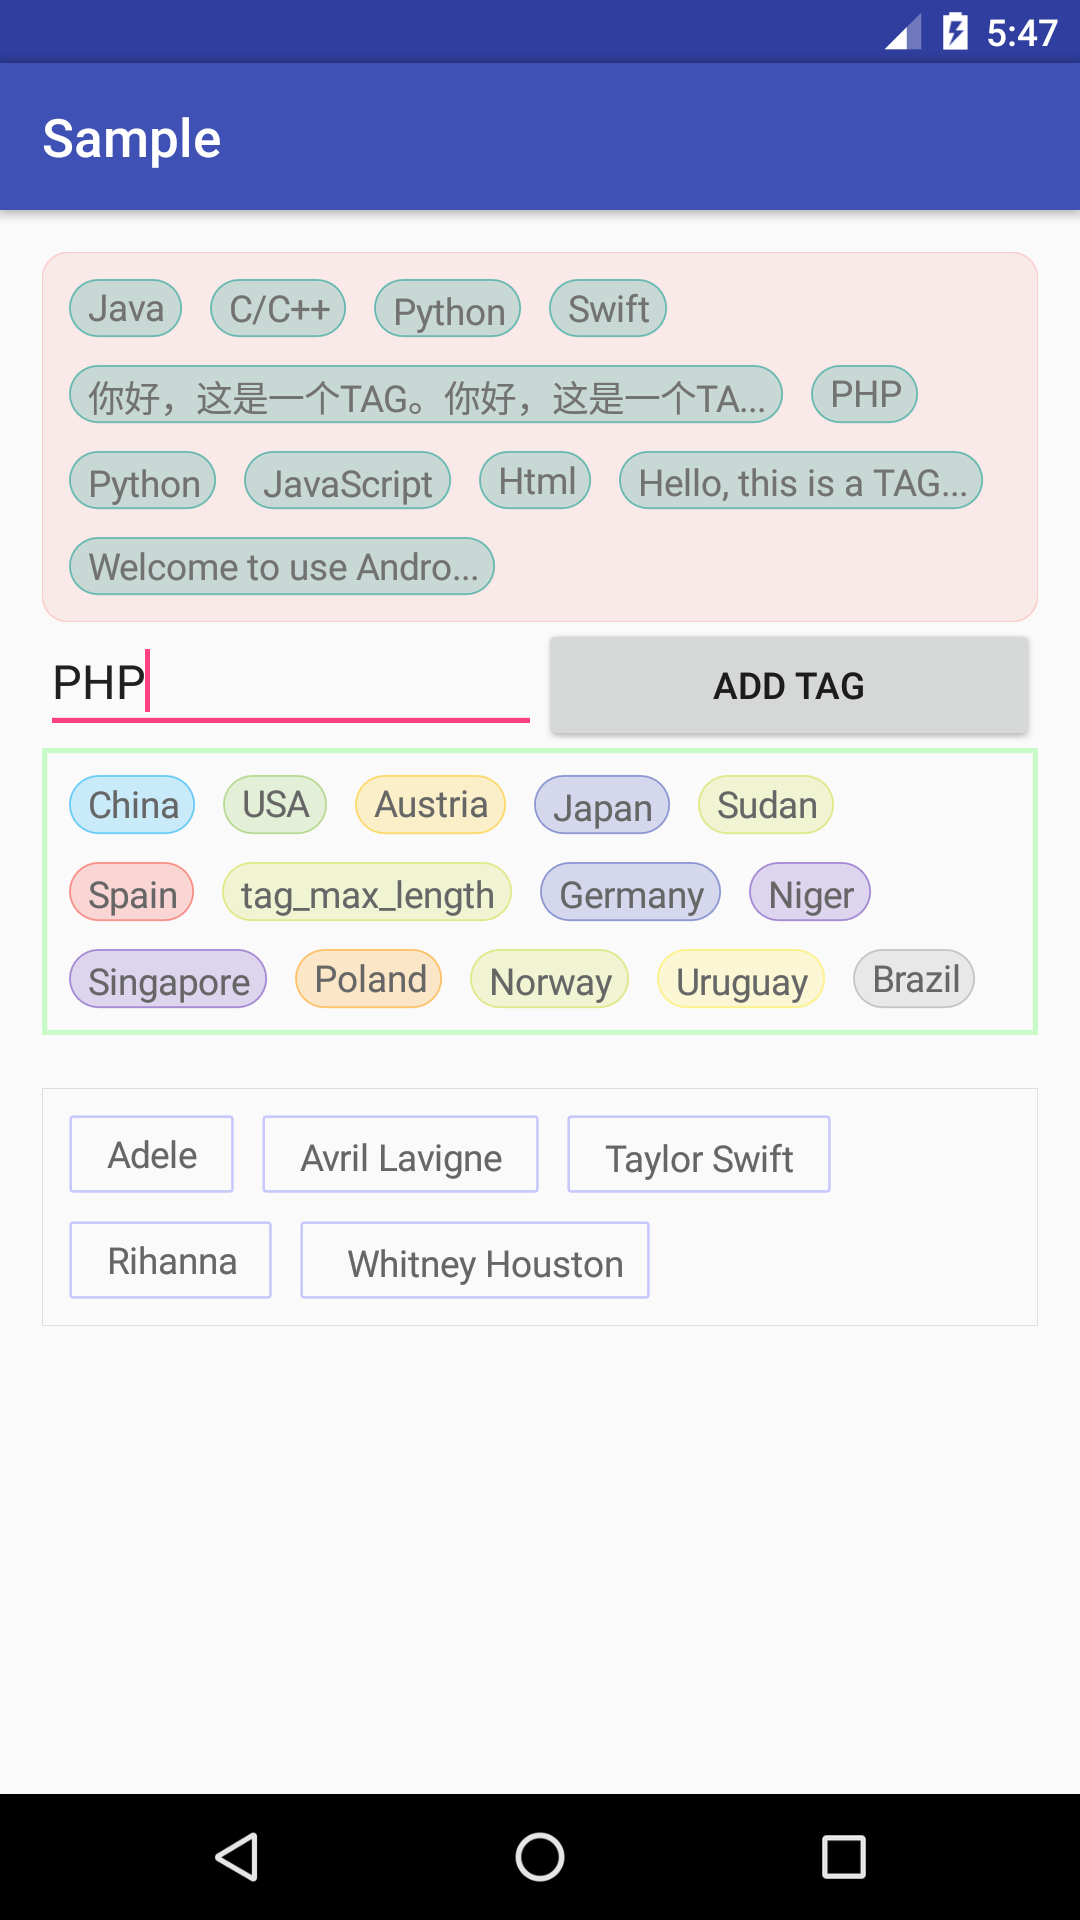 5:47
Sample
Java C/C++ Python Swift
你好，这是一个TAG。你好，这是一个TA... PHP
Python JavaScript Html Hello, this is a TAG...
Welcome to use Andro...
PHP ADD TAG
China USA Austria Japan Sudan
Spain tag_max_length Germany Niger
Singapore Poland Norway Uruguay Brazil
Adele Avril Lavigne Taylor Swift
Rihanna Whitney Houston